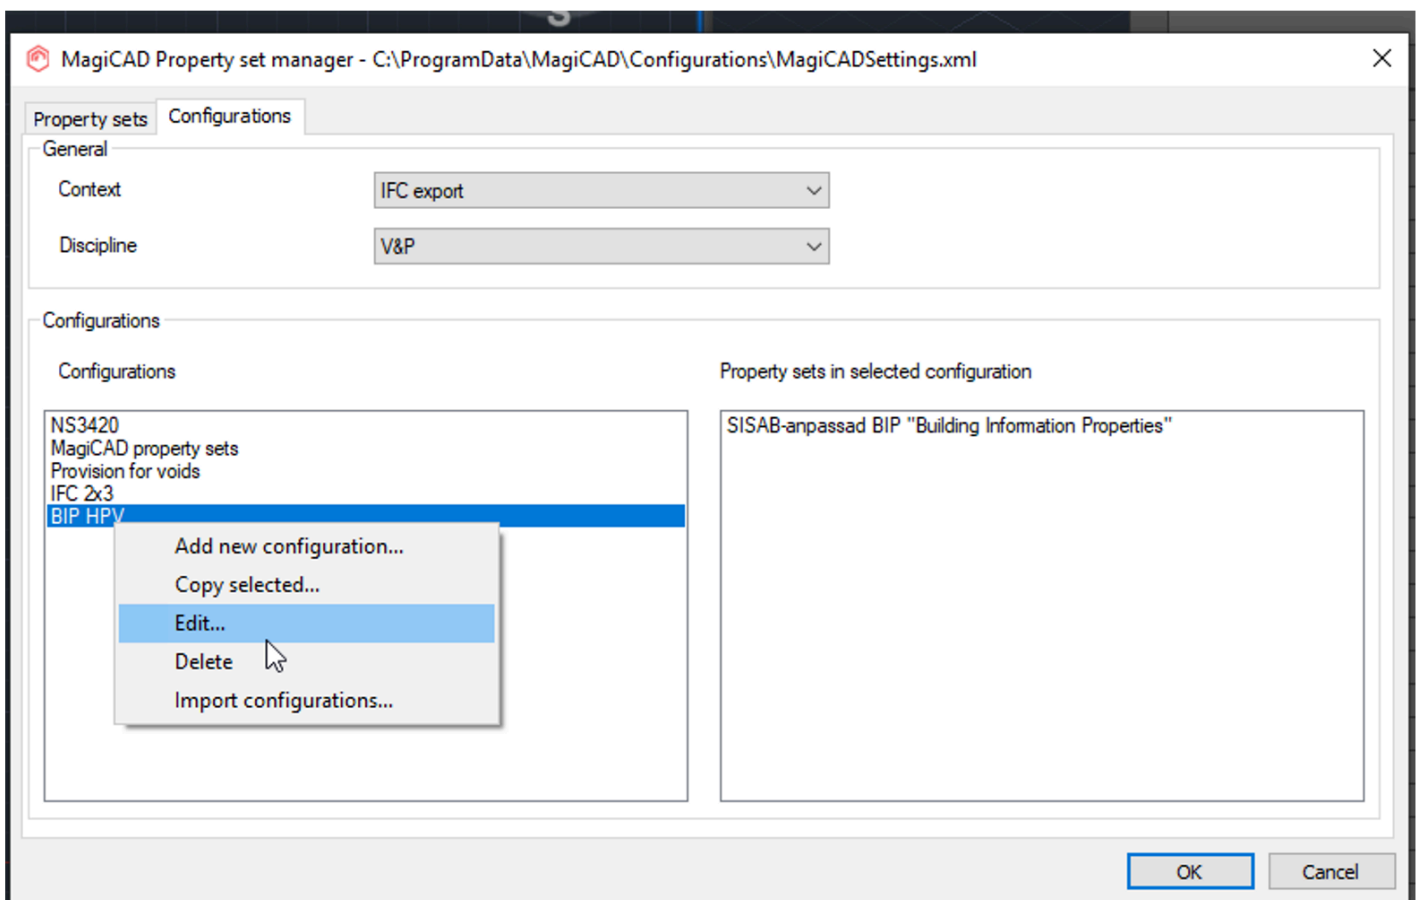 MagiCAD Property set manager - C:\ProgramData\MagiCAD\Configurations\MagiCADSettings.xml
Property sets
Configurations
General
Context
IFC export
Discipline
V&P
Configurations
Configurations
Property sets in selected configuration
NS3420
MagiCAD property sets
Provision for voids
IFC 2x3
BIP HPV
SISAB-anpassad BIP "Building Information Properties"
Add new configuration...
Copy selected...
Edit...
Delete
Import configurations...
OK
Cancel